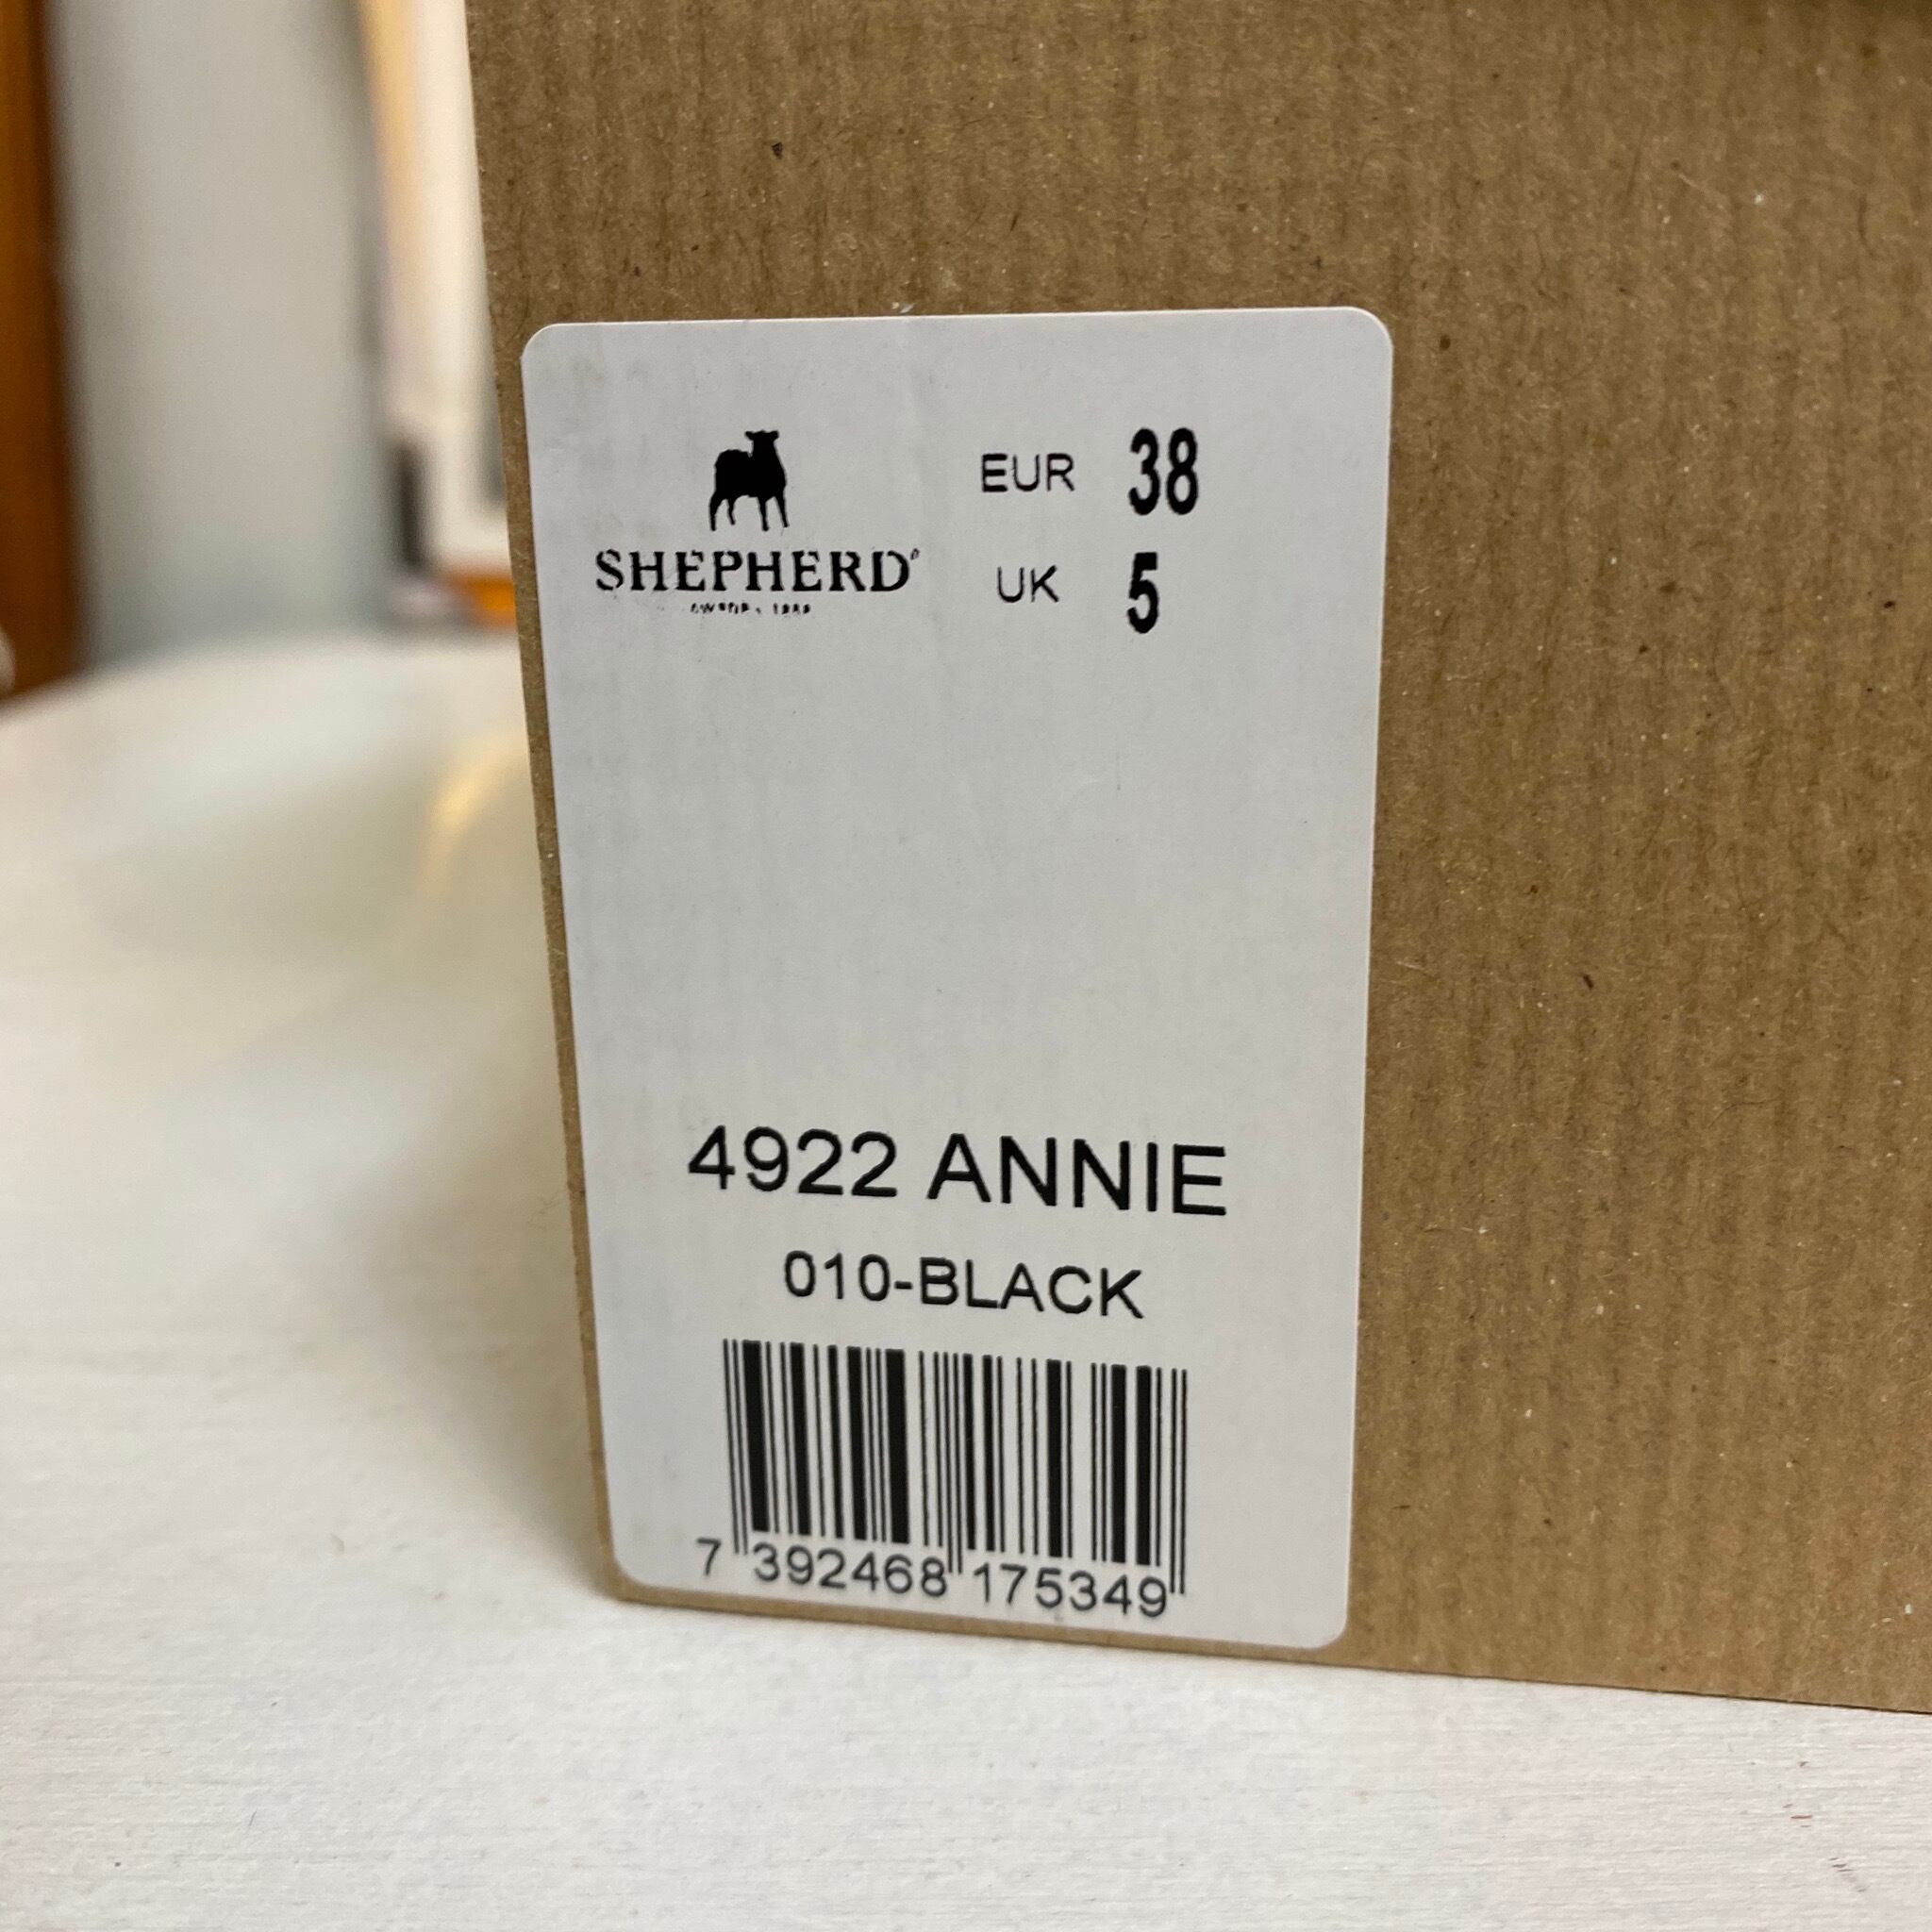 SHEPHERD
EUR 38
UK 5
4922 ANNIE
010-BLACK
7 392468 175349